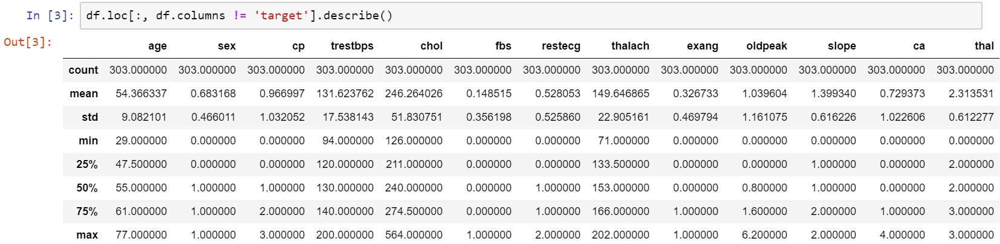 In [3]: df.loc[:, df.columns != 'target'].describe()
Out[3]:
age sex cp trestbps chol fbs restecg thalach exang oldpeak slope ca thal
count 303.000000 303.000000 303.000000 303.000000 303.000000 303.000000 303.000000 303.000000 303.000000 303.000000 303.000000 303.000000 303.000000
mean 54.366337 0.683168 0.966997 131.623762 246.264026 0.148515 0.528053 149.646865 0.326733 1.039604 1.399340 0.729373 2.313531
std 9.082101 0.466011 1.032052 17.538143 51.830751 0.356198 0.525860 22.905161 0.469794 1.161075 0.616226 1.022606 0.612277
min 29.000000 0.000000 0.000000 94.000000 126.000000 0.000000 0.000000 71.000000 0.000000 0.000000 0.000000 0.000000 0.000000
25% 47.500000 0.000000 0.000000 120.000000 211.000000 0.000000 0.000000 133.500000 0.000000 0.000000 1.000000 0.000000 2.000000
50% 55.000000 1.000000 1.000000 130.000000 240.000000 0.000000 1.000000 153.000000 0.000000 0.800000 1.000000 0.000000 2.000000
75% 61.000000 1.000000 2.000000 140.000000 274.500000 0.000000 1.000000 166.000000 1.000000 1.600000 2.000000 1.000000 3.000000
max 77.000000 1.000000 3.000000 200.000000 564.000000 1.000000 2.000000 202.000000 1.000000 6.200000 2.000000 4.000000 3.000000